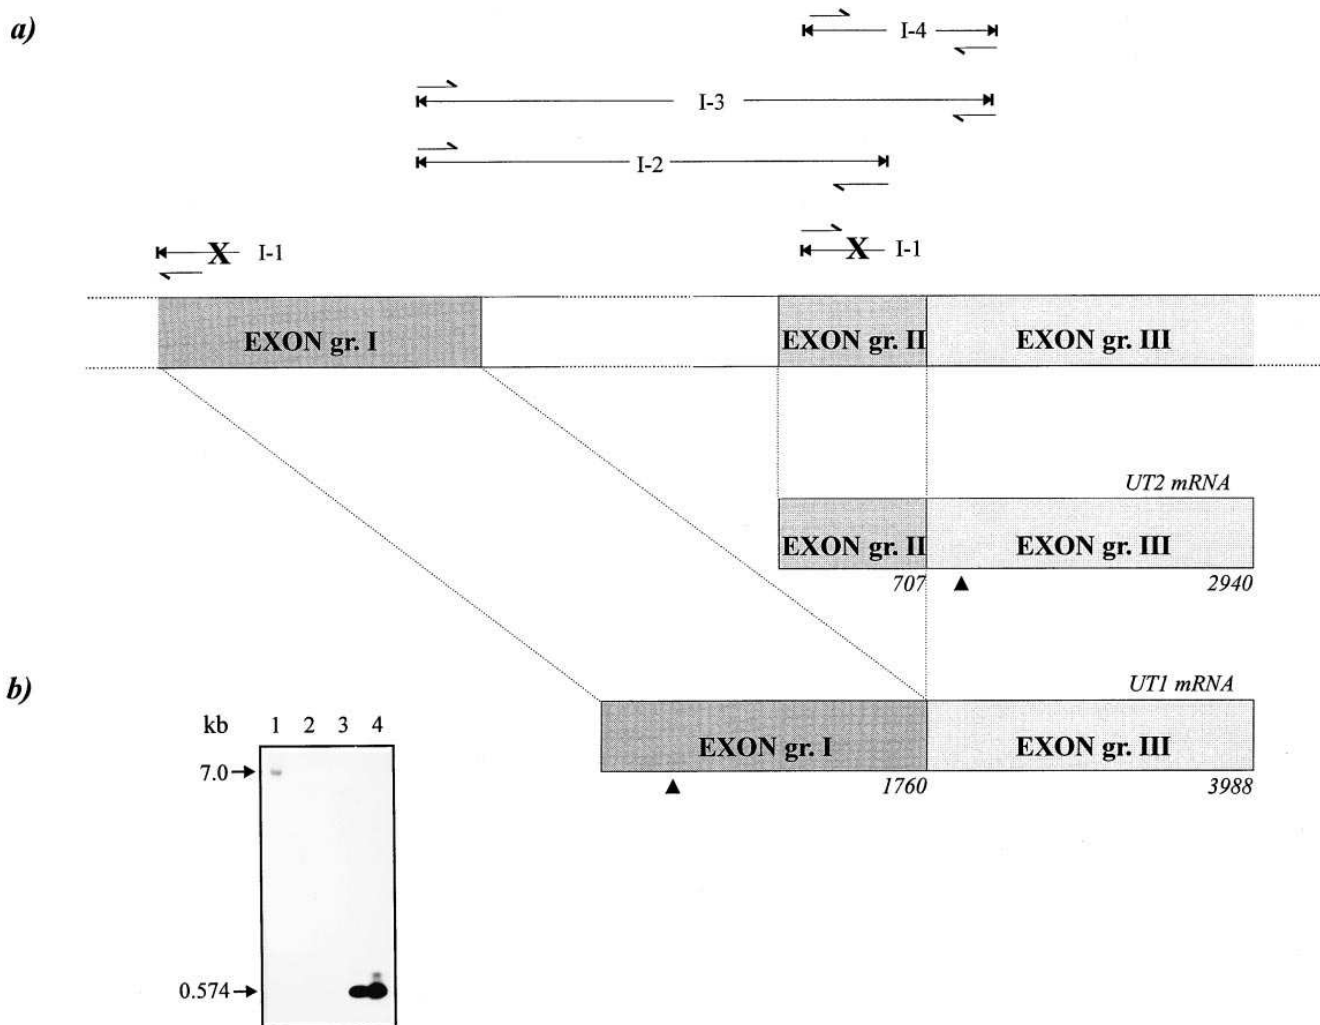 a)
I-4
I-3
I-2
X I-1 X I-1
EXON gr. I EXON gr. II EXON gr. III
UT2 mRNA
EXON gr. II EXON gr. III
707 2940
b)
UT1 mRNA
kb 1 2 3 4
EXON gr. I EXON gr. III
7.0
1760 3988
0.574